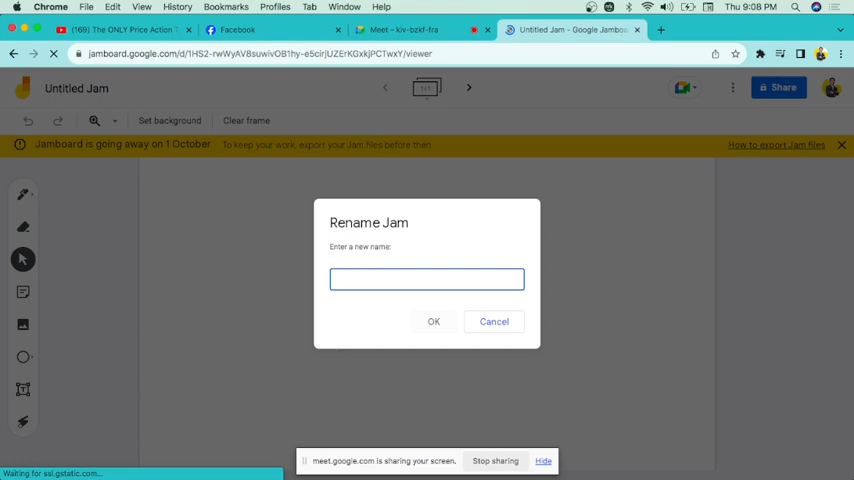 Chrome File Edit View History Bookmarks Profiles Tab Window Help Thu 9:08 PM
(169) The ONLY Price Action T
Facebook
Meet – kiv-bzkf-fra
Untitled Jam - Google Jamboa
jamboard.google.com/d/1HS2-rwWyAV8suwivOB1hy-e5cirjUZErKGxkjPCTwxY/viewer
Untitled Jam
1/1
Share
Set background
Clear frame
Jamboard is going away on 1 October To keep your work, export your Jam files before then How to export Jam files
Rename Jam
Enter a new name:
OK
Cancel
meet.google.com is sharing your screen. Stop sharing Hide
Waiting for ssl.gstatic.com...